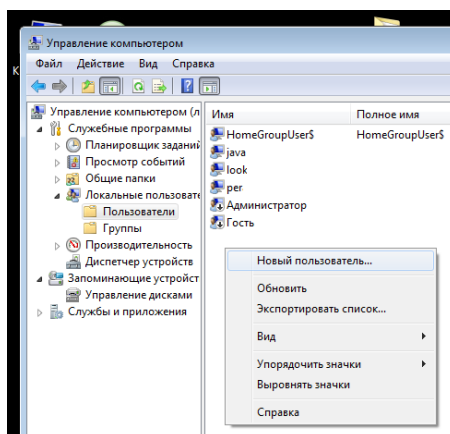 Управление компьютером
Файл Действие Вид Справка
К
Управление компьютером (л
Служебные программы
Планировщик заданий
Просмотр событий
Общие папки
Локальные пользовате
Пользователи
Группы
Производительность
Диспетчер устройств
Запоминающие устройст
Управление дисками
Службы и приложения
Имя Полное имя
HomeGroupUser$ HomeGroupUser$
java
look
per
Администратор
Гость
Новый пользователь...
Обновить
Экспортировать список...
Вид
Упорядочить значки
Выровнять значки
Справка